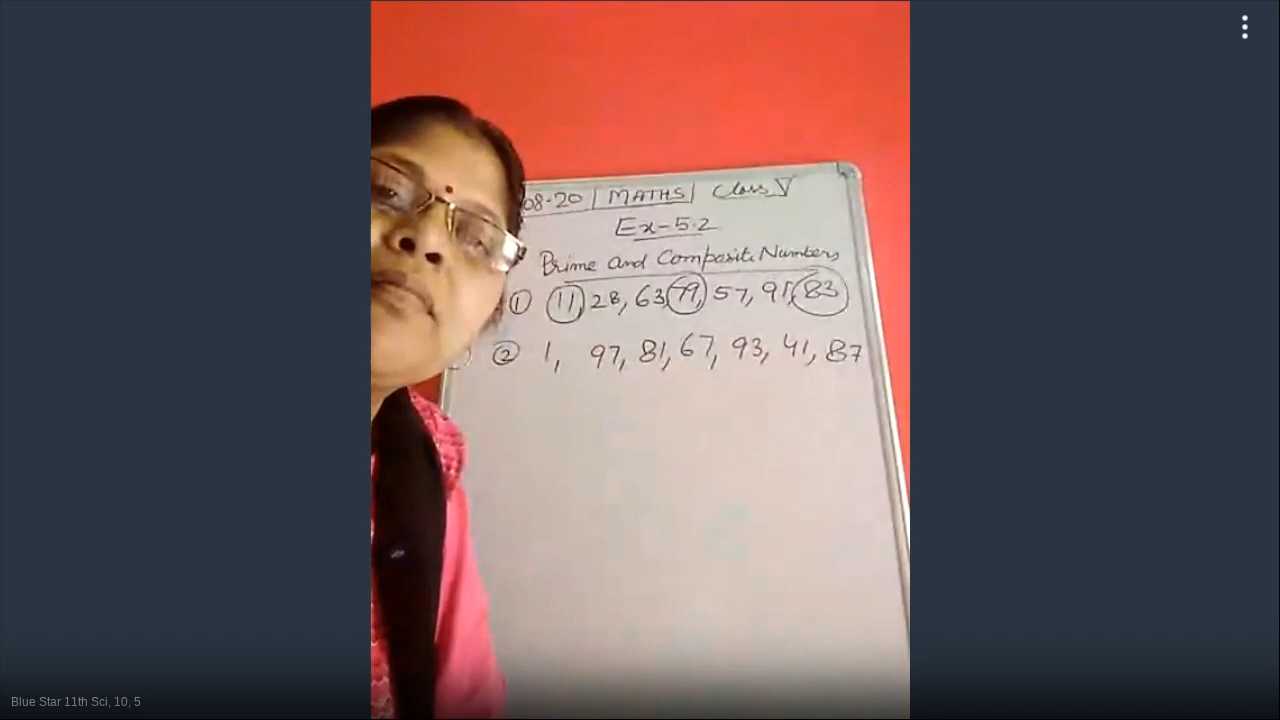 08-20 | MATHS | Class V
Ex-5.2
Prime and Composite Numbers
① 11, 28, 63, 79, 57, 91, 83
② 1, 97, 81, 67, 93, 41, 87
Blue Star 11th Sci, 10, 5